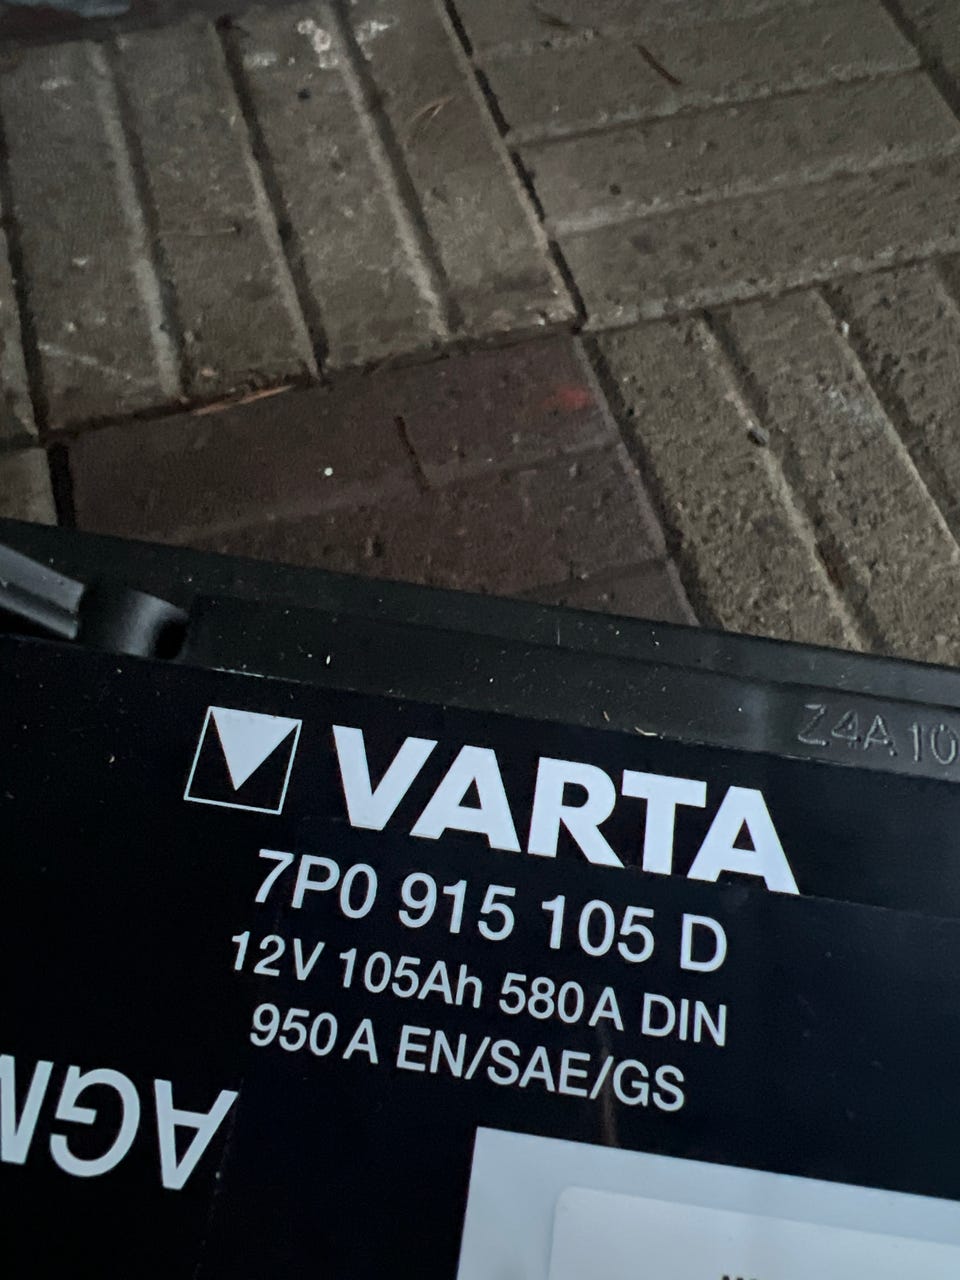 Z4A 10
VARTA
7P0 915 105 D
12V 105Ah 580A DIN
950A EN/SAE/GS
AGM